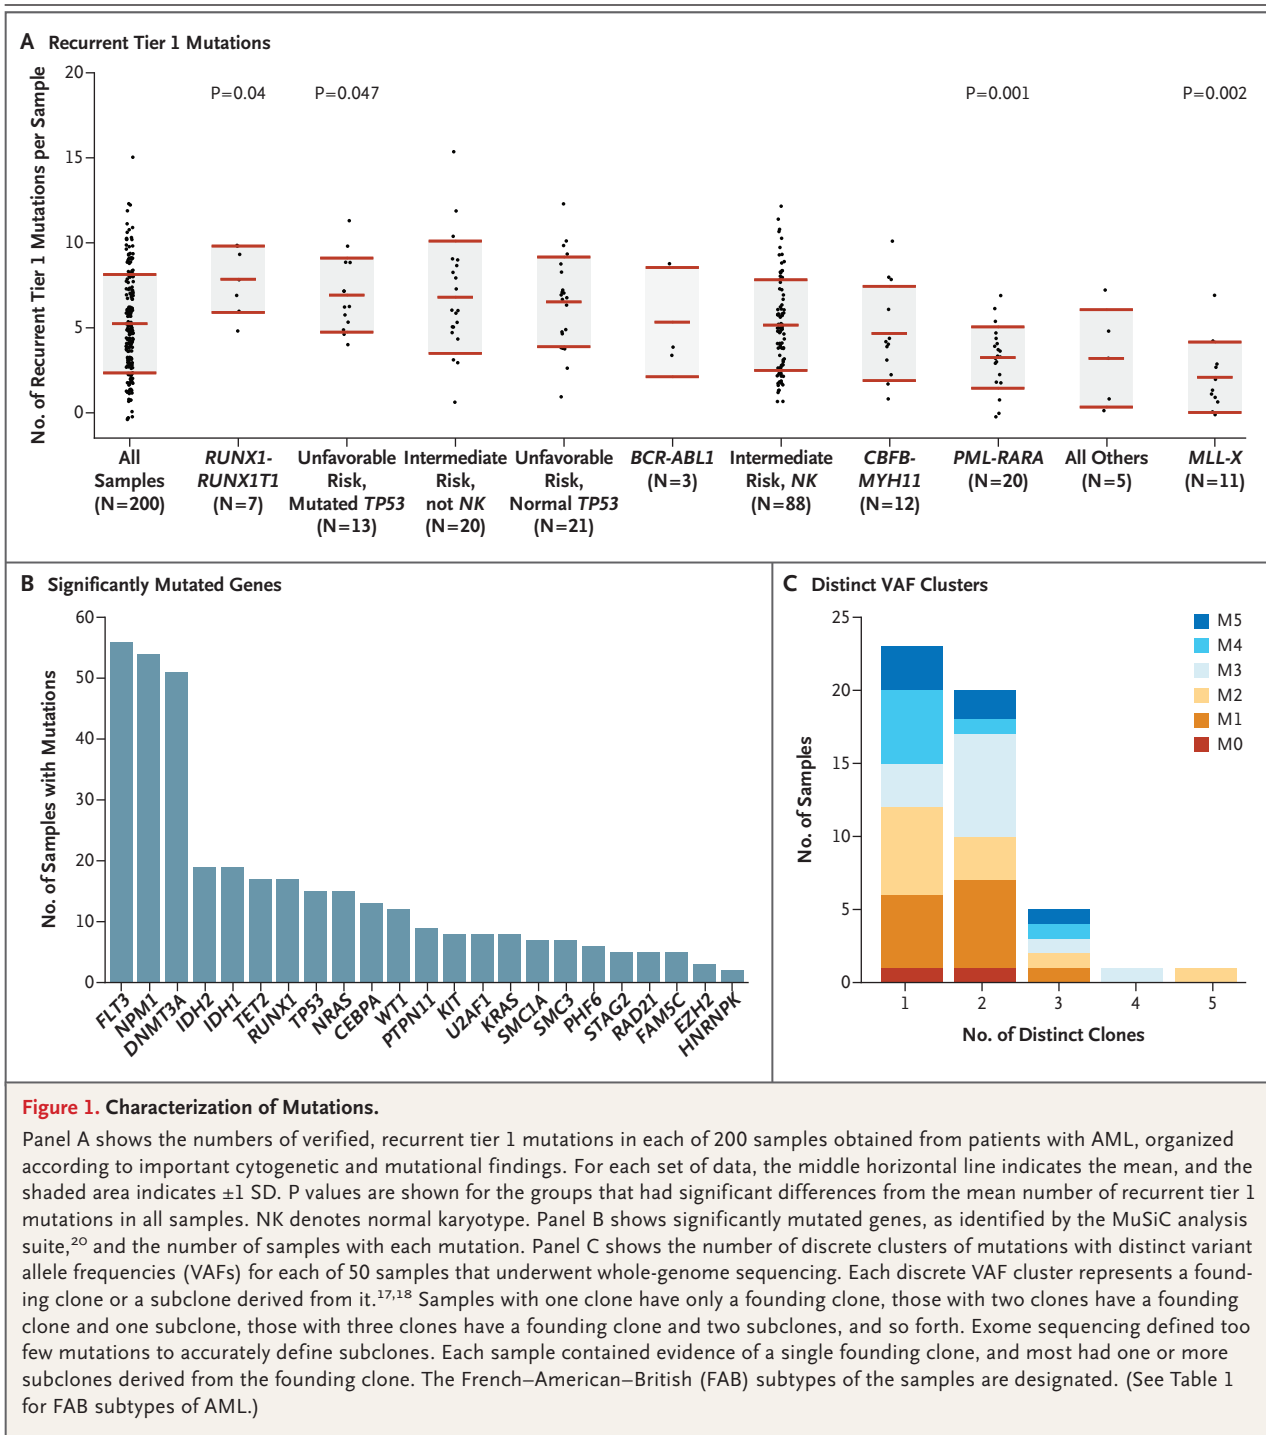 A Recurrent Tier 1 Mutations
No. of Recurrent Tier 1 Mutations per Sample
20
15
10
5
0
P=0.04
P=0.047
P=0.001
P=0.002
All
Samples
(N=200)
RUNX1-
RUNX1T1
(N=7)
Unfavorable
Risk,
Mutated TP53
(N=13)
Intermediate
Risk,
not NK
(N=20)
Unfavorable
Risk,
Normal TP53
(N=21)
BCR-ABL1
(N=3)
Intermediate
Risk, NK
(N=88)
CBFB-
MYH11
(N=12)
PML-RARA
(N=20)
All Others
(N=5)
MLL-X
(N=11)
B Significantly Mutated Genes
No. of Samples with Mutations
60
50
40
30
20
10
0
FLT3
NPM1
DNMT3A
IDH2
IDH1
TET2
RUNX1
TP53
NRAS
CEBPA
WT1
PTPN11
KIT
U2AF1
KRAS
SMC1A
SMC3
PHF6
STAG2
RAD21
FAM5C
EZH2
HNRNPK
C Distinct VAF Clusters
No. of Samples
25
20
15
10
5
0
M5
M4
M3
M2
M1
M0
1
2
3
4
5
No. of Distinct Clones
Figure 1. Characterization of Mutations.
Panel A shows the numbers of verified, recurrent tier 1 mutations in each of 200 samples obtained from patients with AML, organized
according to important cytogenetic and mutational findings. For each set of data, the middle horizontal line indicates the mean, and the
shaded area indicates ±1 SD. P values are shown for the groups that had significant differences from the mean number of recurrent tier 1
mutations in all samples. NK denotes normal karyotype. Panel B shows significantly mutated genes, as identified by the MuSiC analysis
suite,²⁰ and the number of samples with each mutation. Panel C shows the number of discrete clusters of mutations with distinct variant
allele frequencies (VAFs) for each of 50 samples that underwent whole-genome sequencing. Each discrete VAF cluster represents a found-
ing clone or a subclone derived from it.¹⁷,¹⁸ Samples with one clone have only a founding clone, those with two clones have a founding
clone and one subclone, those with three clones have a founding clone and two subclones, and so forth. Exome sequencing defined too
few mutations to accurately define subclones. Each sample contained evidence of a single founding clone, and most had one or more
subclones derived from the founding clone. The French–American–British (FAB) subtypes of the samples are designated. (See Table 1
for FAB subtypes of AML.)